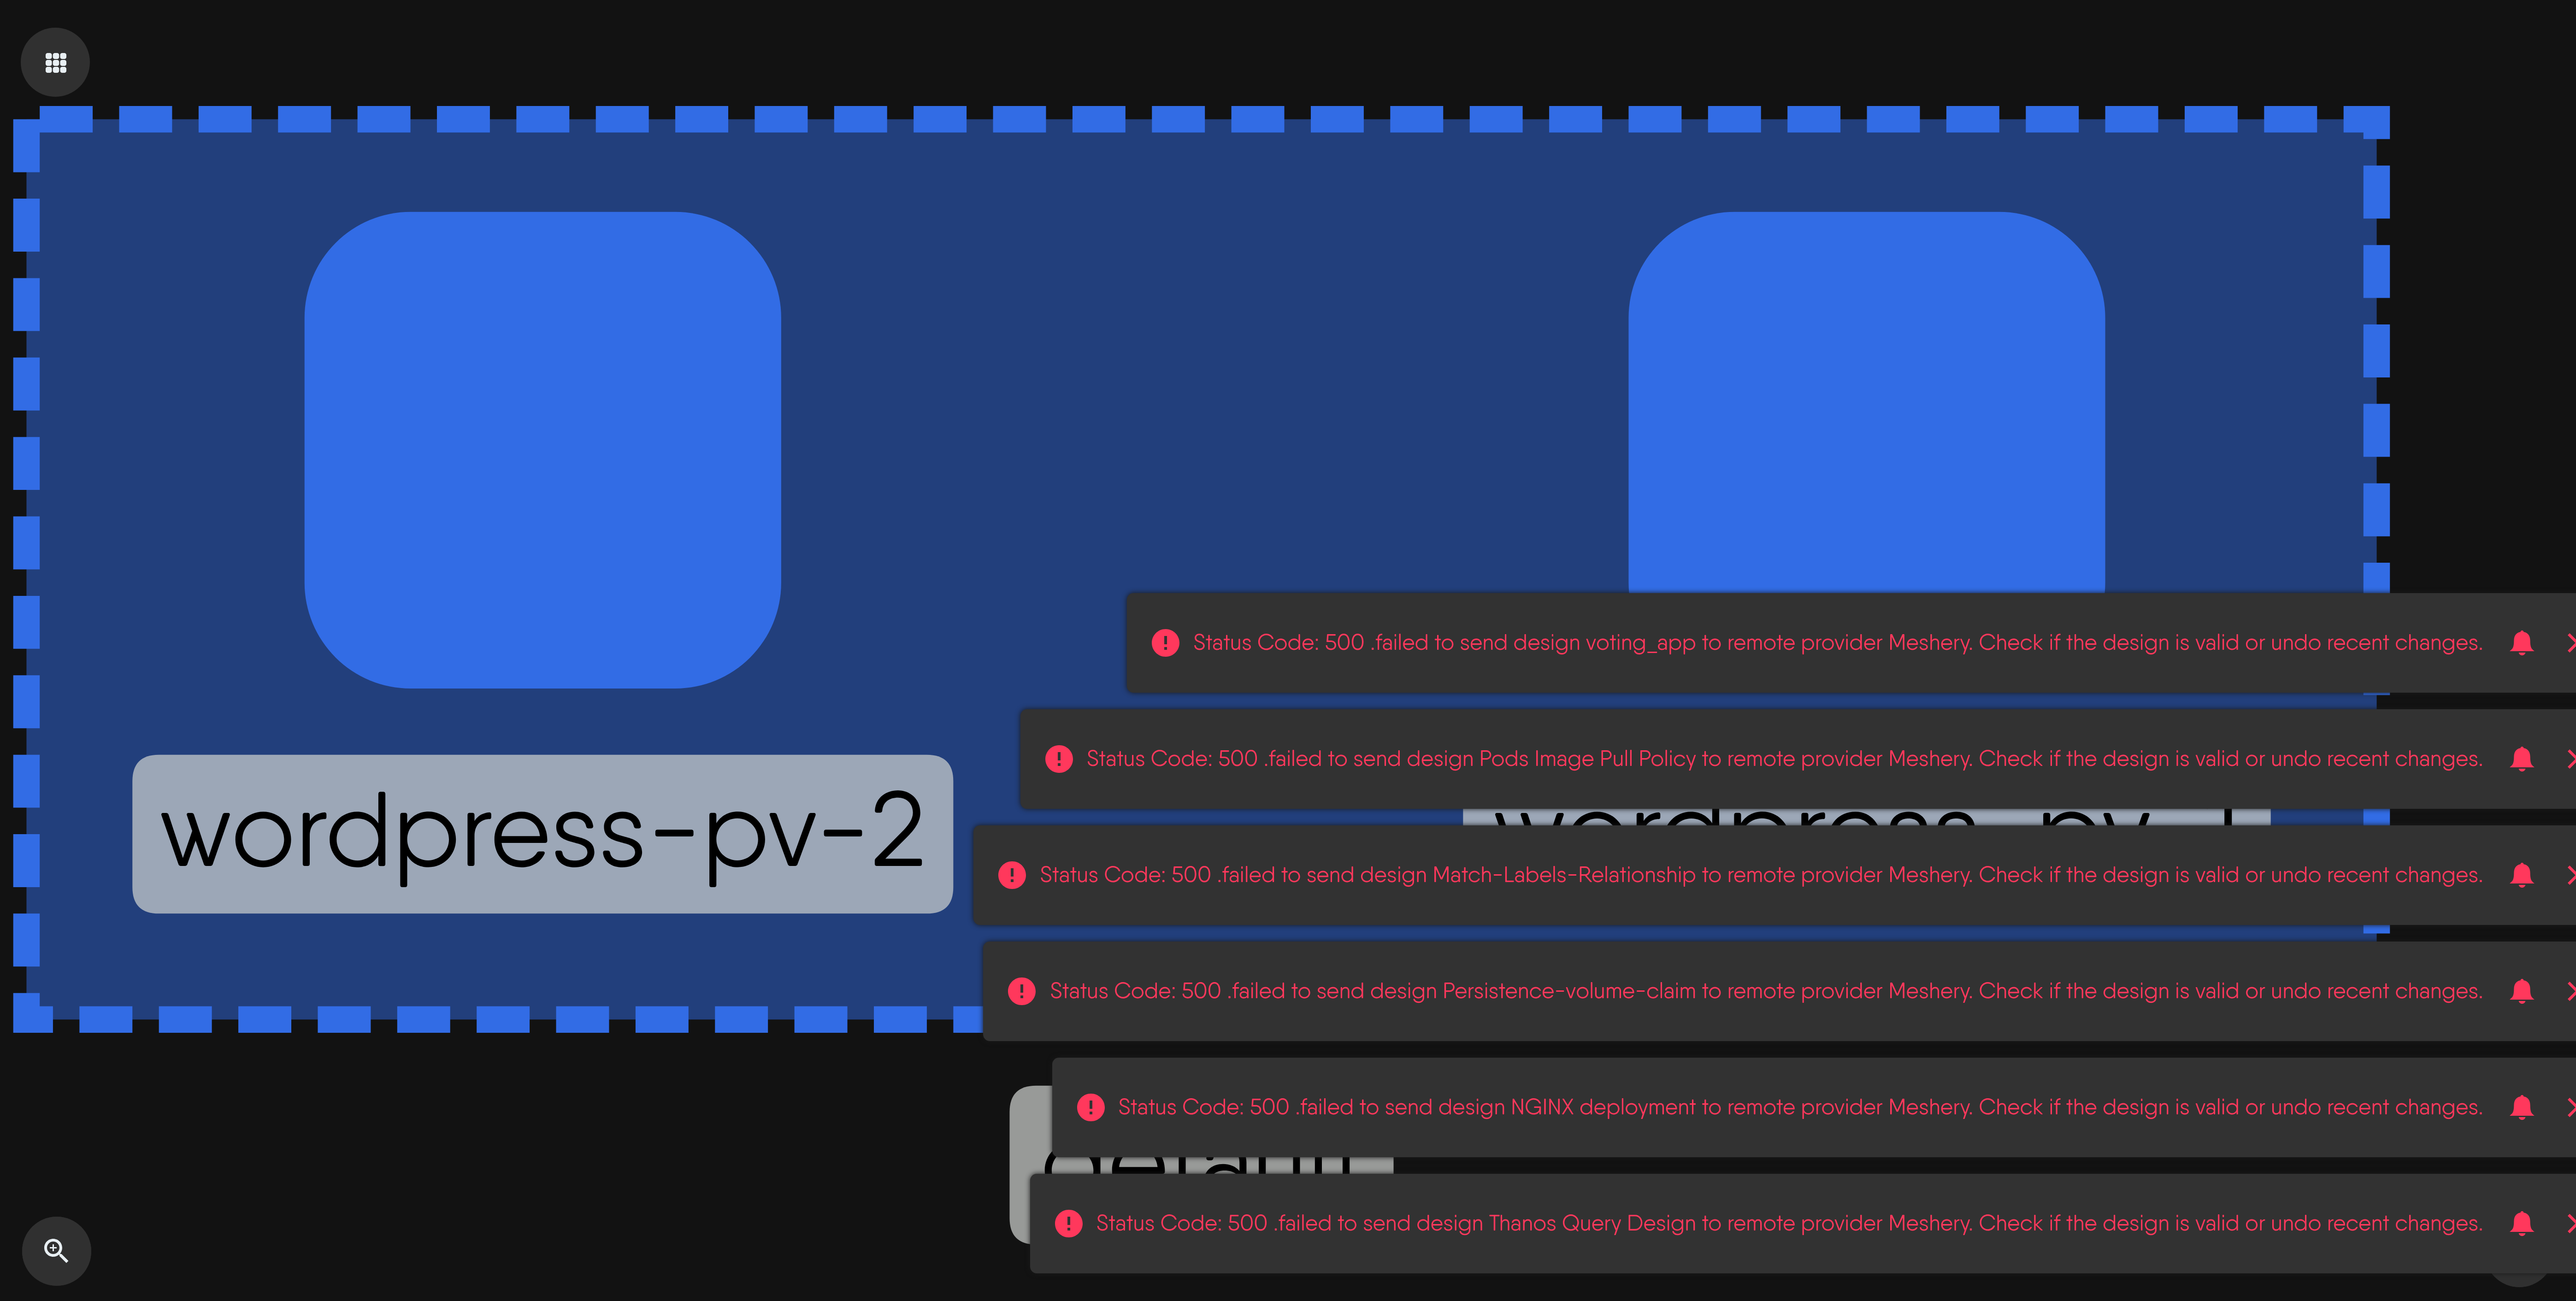 Status Code: 500 .failed to send design voting_app to remote provider Meshery. Check if the design is valid or undo recent changes.
Status Code: 500 .failed to send design Pods Image Pull Policy to remote provider Meshery. Check if the design is valid or undo recent changes.
wordpress-pv-2
Status Code: 500 .failed to send design Match-Labels-Relationship to remote provider Meshery. Check if the design is valid or undo recent changes.
Status Code: 500 .failed to send design Persistence-volume-claim to remote provider Meshery. Check if the design is valid or undo recent changes.
Status Code: 500 .failed to send design NGINX deployment to remote provider Meshery. Check if the design is valid or undo recent changes.
Status Code: 500 .failed to send design Thanos Query Design to remote provider Meshery. Check if the design is valid or undo recent changes.